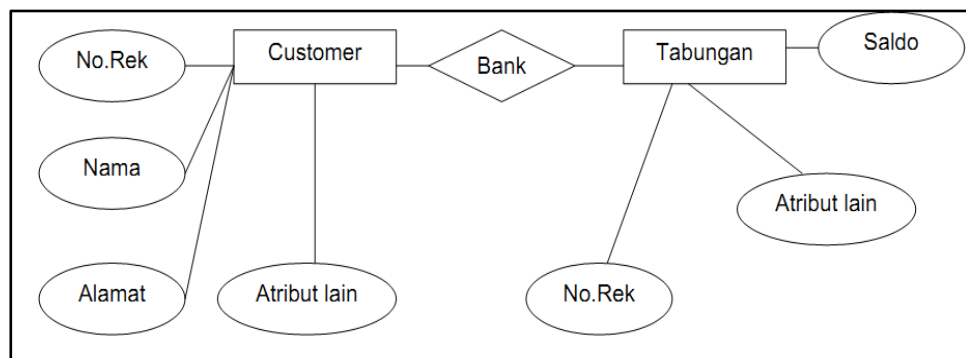 No.Rek
Customer
Bank
Tabungan
Saldo
Nama
Atribut lain
Alamat
Atribut lain
No.Rek